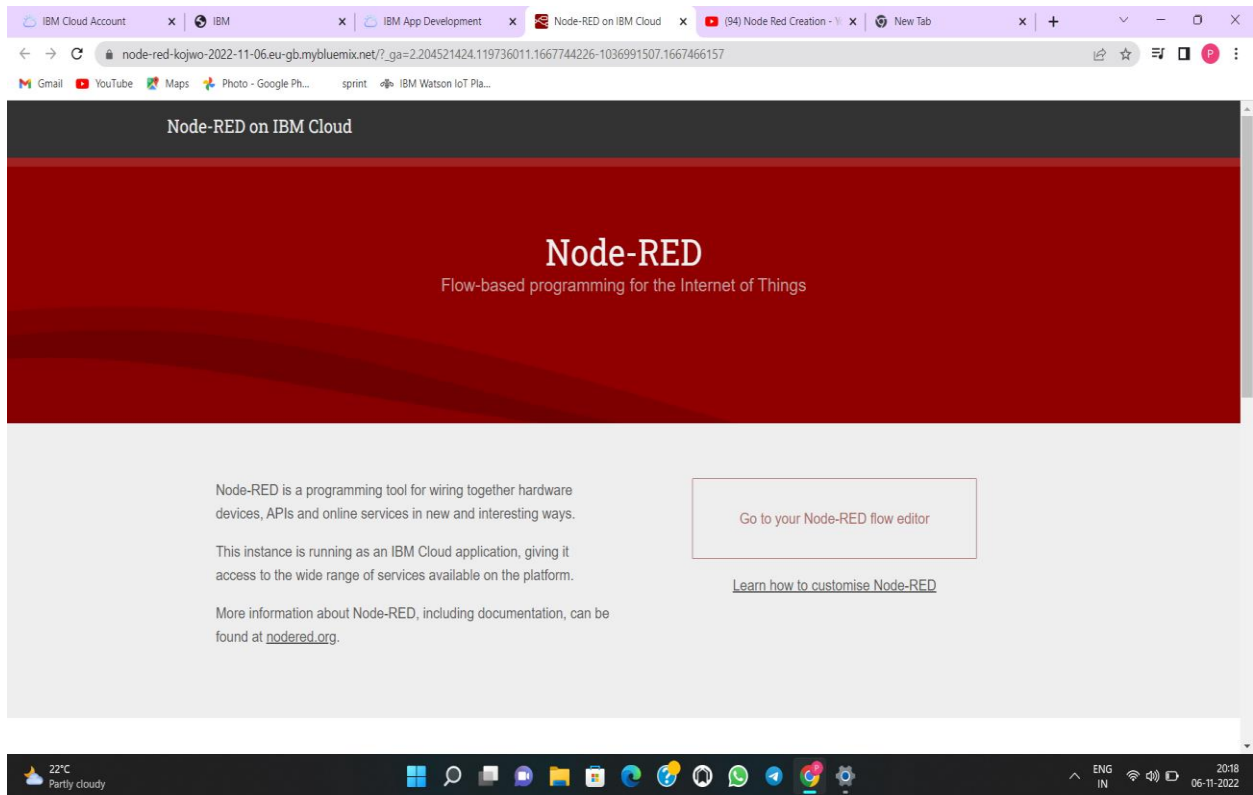 IBM Cloud Account
IBM
IBM App Development
Node-RED on IBM Cloud
(94) Node Red Creation -
New Tab
node-red-kojwo-2022-11-06.eu-gb.mybluemix.net/?_ga=2.204521424.119736011.1667744226-1036991507.1667466157
P
Gmail
YouTube
Maps
Photo - Google Ph...
sprint
IBM Watson IoT Pla...
Node-RED on IBM Cloud
Node-RED
Flow-based programming for the Internet of Things
Node-RED is a programming tool for wiring together hardware
devices, APIs and online services in new and interesting ways.
This instance is running as an IBM Cloud application, giving it
access to the wide range of services available on the platform.
More information about Node-RED, including documentation, can be
found at nodered.org.
Go to your Node-RED flow editor
Learn how to customise Node-RED
22°C
Partly cloudy
ENG
IN
20:18
06-11-2022